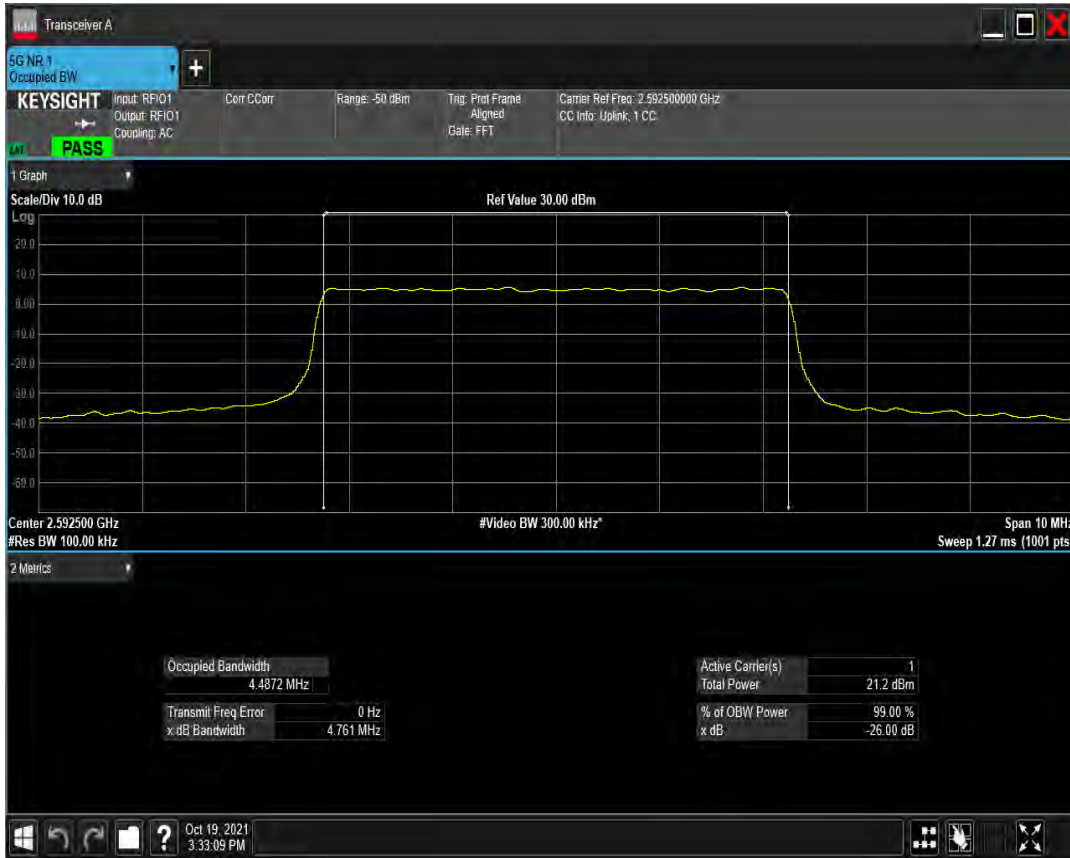 Transceiver A
5G NR 1
Occupied BW
+
KEYSIGHT
Input: RFIO1
Output: RFIO1
Coupling: AC
Corr CCorr
Range: -50 dBm
Trig: Prot Frame
Aligned
Gate: FFT
Carrier Ref Freq: 2.592500000 GHz
CC Info: Uplink, 1 CC
PASS
1 Graph
Scale/Div 10.0 dB
Ref Value 30.00 dBm
Log
20.0
10.0
0.00
-10.0
-20.0
-30.0
-40.0
-50.0
-60.0
Center 2.592500 GHz
#Video BW 300.00 kHz*
Span 10 MHz
#Res BW 100.00 kHz
Sweep 1.27 ms (1001 pts
2 Metrics
Occupied Bandwidth
4.4872 MHz
Transmit Freq Error 0 Hz
x dB Bandwidth 4.761 MHz
Active Carrier(s) 1
Total Power 21.2 dBm
% of OBW Power 99.00 %
x dB -26.00 dB
?
Oct 19, 2021
3:33:09 PM